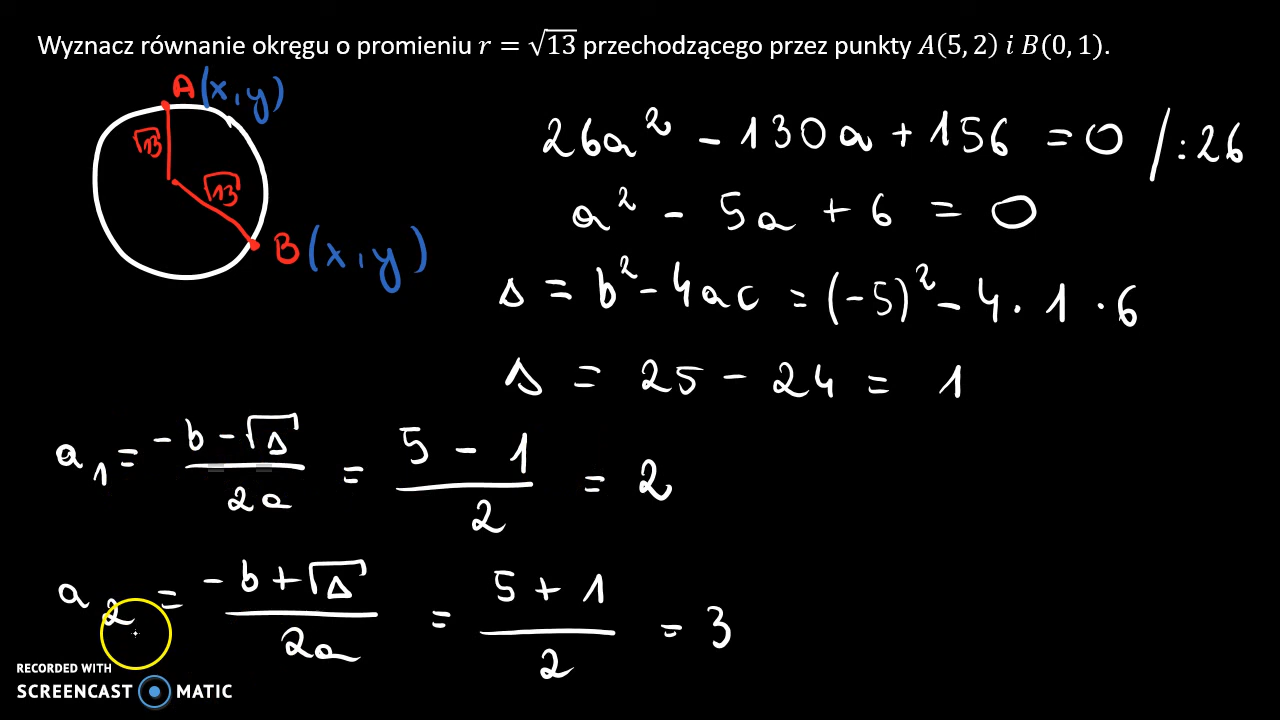 Wyznacz równanie okręgu o promieniu r = √13 przechodzącego przez punkty A(5, 2) i B(0, 1).
A(x, y)
√13
√13
B(x, y)
26a² - 130a + 156 = 0 /:26
a² - 5a + 6 = 0
Δ = b² - 4ac = (-5)² - 4 · 1 · 6
Δ = 25 - 24 = 1
a₁ = (-b - √Δ)/(2a) = (5 - 1)/2 = 2
a₂ = (-b + √Δ)/(2a) = (5 + 1)/2 = 3
RECORDED WITH
SCREENCAST MATIC